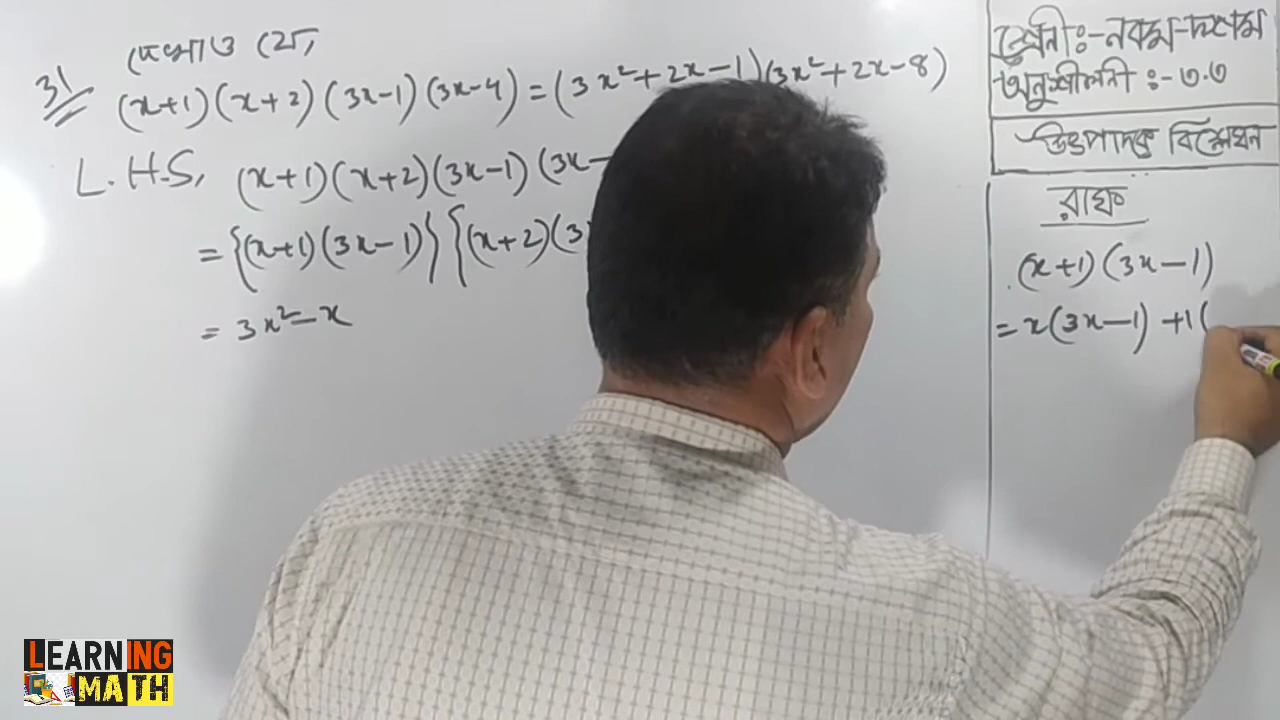 দেখাও যে,
31 (x+1)(x+2)(3x-1)(3x-4) = (3x²+2x-1)(3x²+2x-8)
L.H.S, (x+1)(x+2)(3x-1)(3x-
= {(x+1)(3x-1)} {(x+2)(3
= 3x²-x
শ্রেনী :- নবম-দশম
অনুশীলনী :- ৩.৩
উৎপাদক বিশ্লেষন
রাফ
(x+1)(3x-1)
= x(3x-1) +1(
LEARNING
MATH